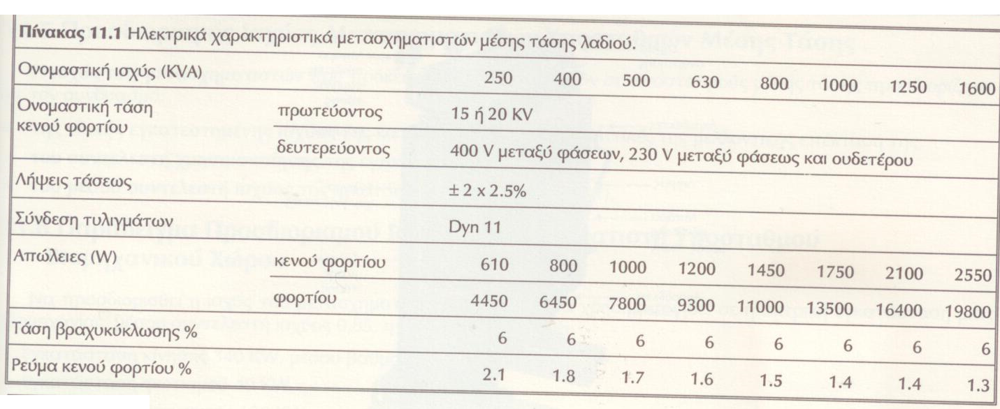 Πίνακας 11.1 Ηλεκτρικά χαρακτηριστικά μετασχηματιστών μέσης τάσης λαδιού.
Ονομαστική ισχύς (KVA) 250 400 500 630 800 1000 1250 1600
Ονομαστική τάση κενού φορτίου πρωτεύοντος 15 ή 20 KV
δευτερεύοντος 400 V μεταξύ φάσεων, 230 V μεταξύ φάσεως και ουδετέρου
Λήψεις τάσεως ± 2 x 2.5%
Σύνδεση τυλιγμάτων Dyn 11
Απώλειες (W) κενού φορτίου 610 800 1000 1200 1450 1750 2100 2550
φορτίου 4450 6450 7800 9300 11000 13500 16400 19800
Τάση βραχυκύκλωσης % 6 6 6 6 6 6 6 6
Ρεύμα κενού φορτίου % 2.1 1.8 1.7 1.6 1.5 1.4 1.4 1.3